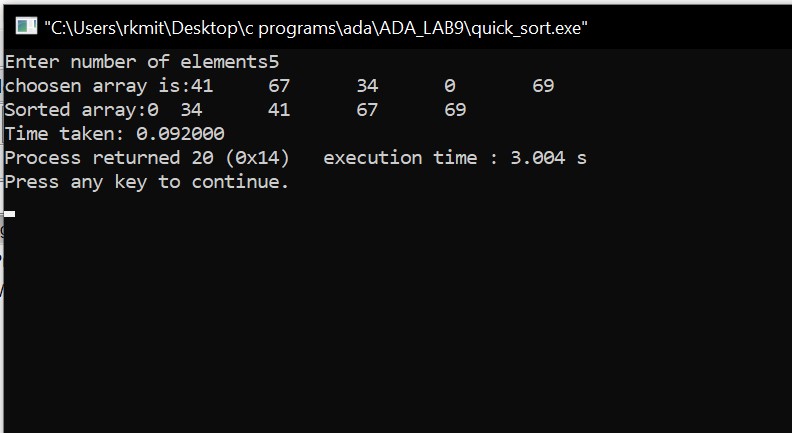 "C:\Users\rkmit\Desktop\c programs\ada\ADA_LAB9\quick_sort.exe"
Enter number of elements5
choosen array is:41 67 34 0 69
Sorted array:0 34 41 67 69
Time taken: 0.092000
Process returned 20 (0x14) execution time : 3.004 s
Press any key to continue.